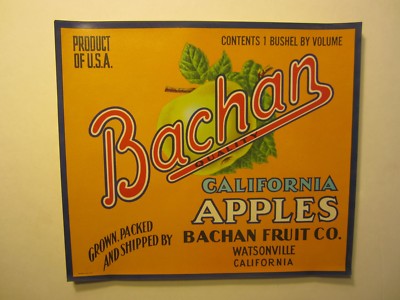 PRODUCT
OF U.S.A.
CONTENTS 1 BUSHEL BY VOLUME
Bachan
QUALITY
CALIFORNIA
APPLES
GROWN, PACKED
AND SHIPPED BY
BACHAN FRUIT CO.
WATSONVILLE
CALIFORNIA